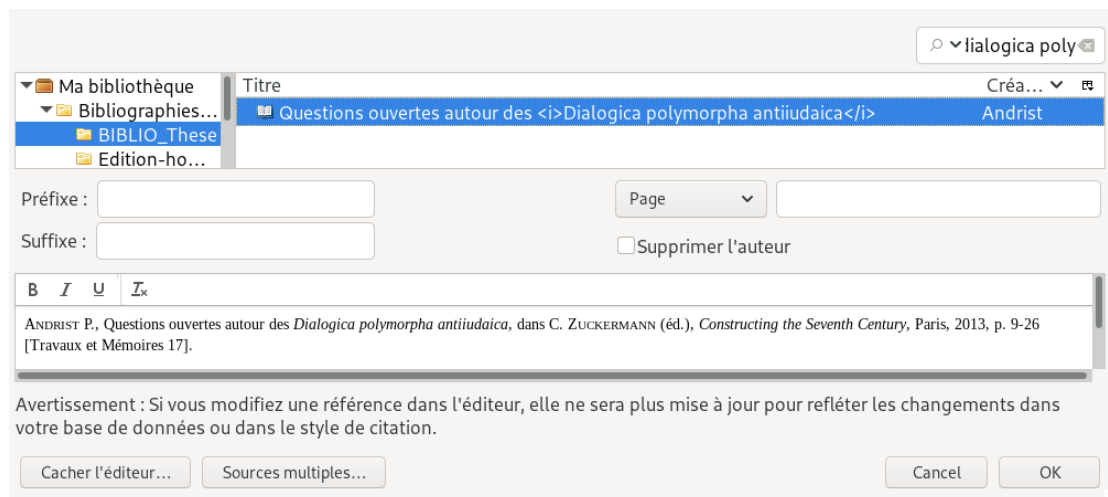 dialogica poly
Ma bibliothèque
Titre
Créa...
Bibliographies...
Questions ouvertes autour des <i>Dialogica polymorpha antiiudaica</i>
Andrist
BIBLIO_These
Edition-ho...
Préfixe :
Page
Suffixe :
Supprimer l'auteur
B I U Tx
ANDRIST P., Questions ouvertes autour des Dialogica polymorpha antiiudaica, dans C. ZUCKERMANN (éd.), Constructing the Seventh Century, Paris, 2013, p. 9-26
[Travaux et Mémoires 17].
Avertissement : Si vous modifiez une référence dans l'éditeur, elle ne sera plus mise à jour pour refléter les changements dans
votre base de données ou dans le style de citation.
Cacher l'éditeur...
Sources multiples...
Cancel
OK